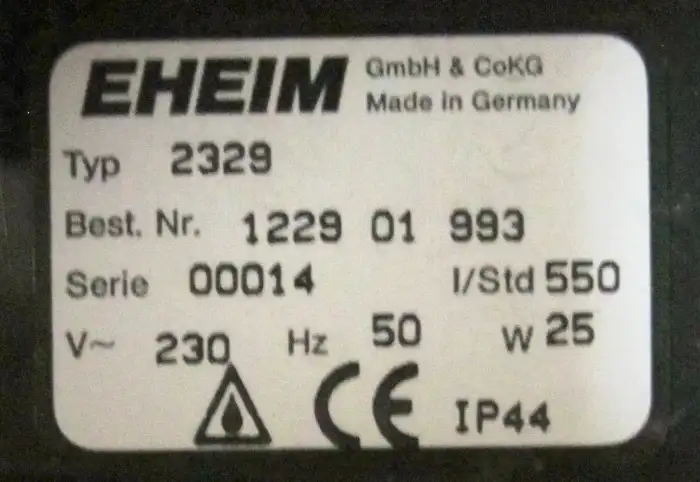 EHEIM GmbH & CoKG
Made in Germany
Typ 2329
Best. Nr. 1229 01 993
Serie 00014 l/Std 550
V~ 230 Hz 50 W 25
CE IP44